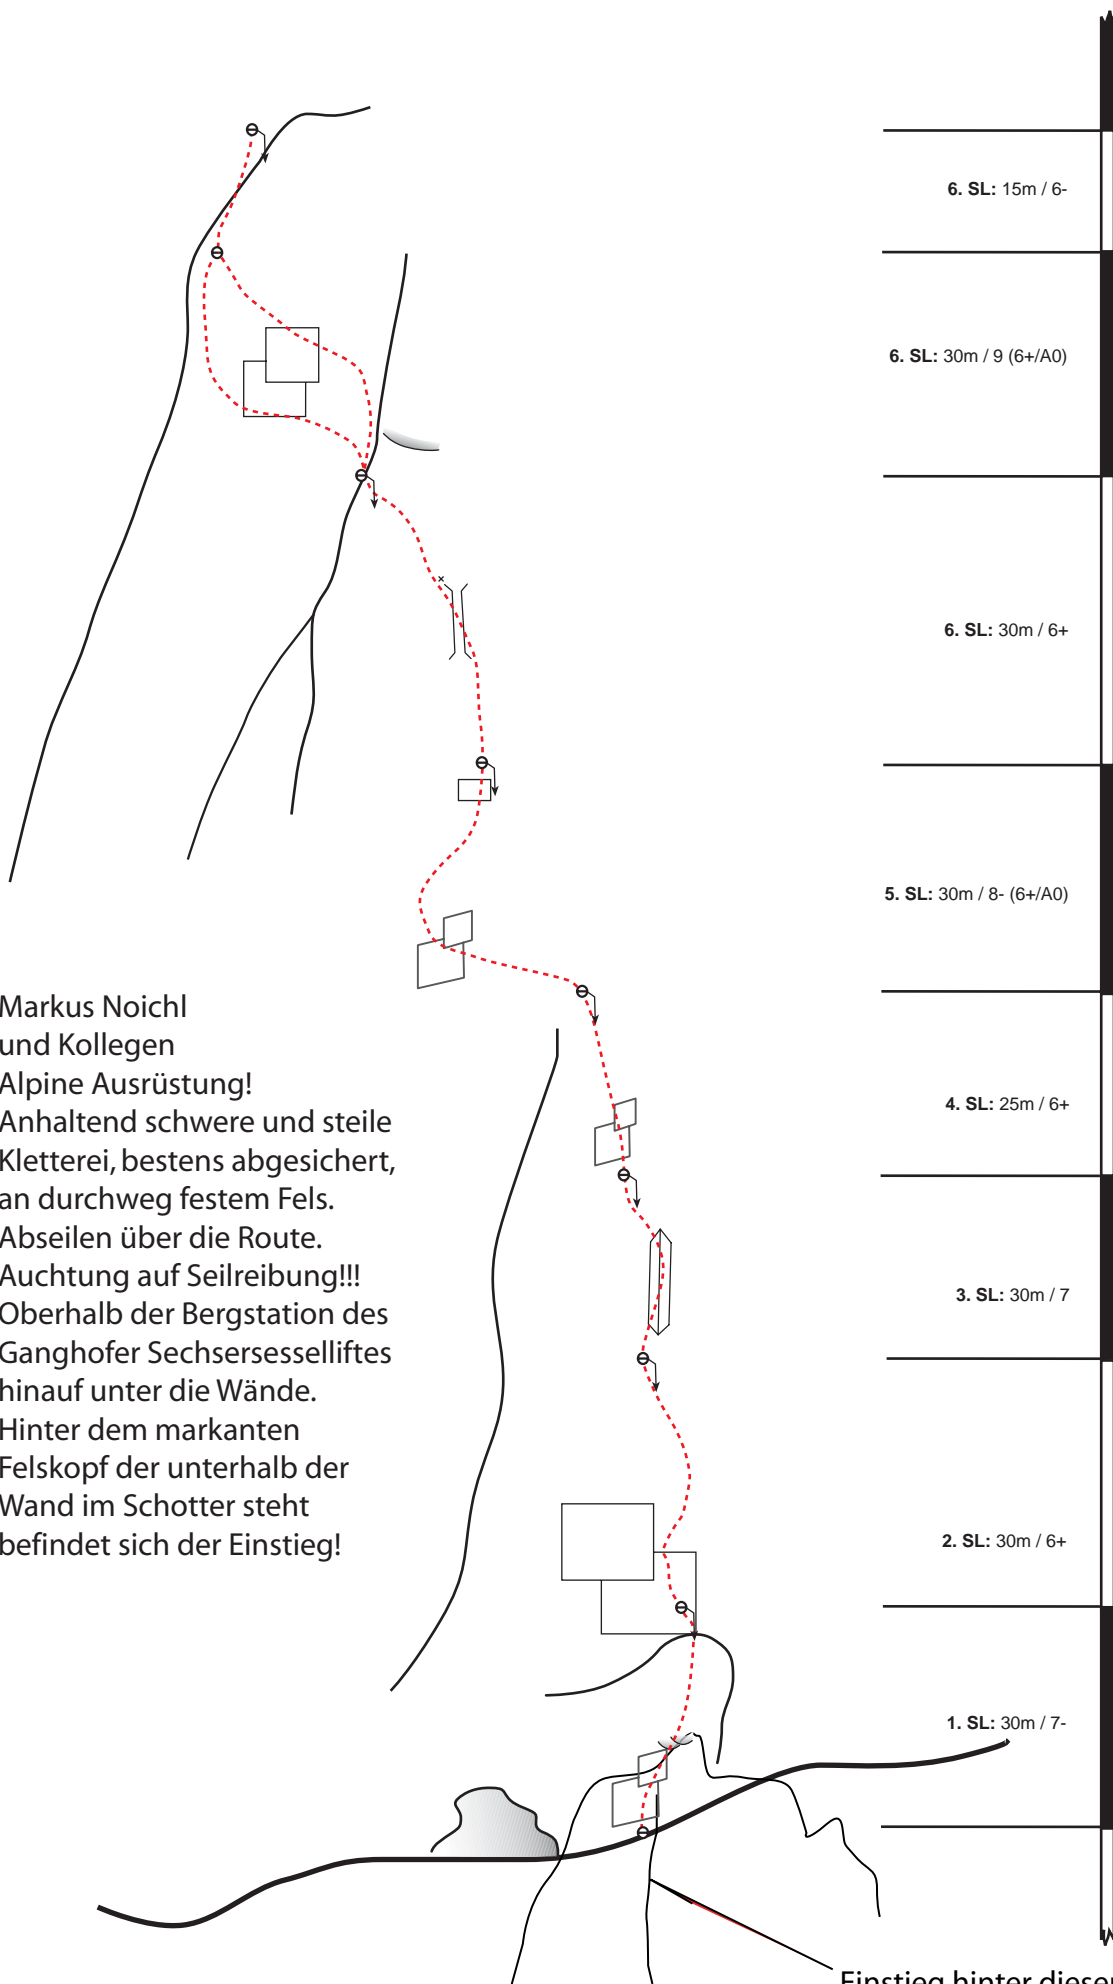 6. SL: 15m / 6-
6. SL: 30m / 9 (6+/A0)
6. SL: 30m / 6+
5. SL: 30m / 8- (6+/A0)
4. SL: 25m / 6+
3. SL: 30m / 7
2. SL: 30m / 6+
1. SL: 30m / 7-
Markus Noichl
und Kollegen
Alpine Ausrüstung!
Anhaltend schwere und steile
Kletterei, bestens abgesichert,
an durchweg festem Fels.
Abseilen über die Route.
Auchtung auf Seilreibung!!!
Oberhalb der Bergstation des
Ganghofer Sechsersesselliftes
hinauf unter die Wände.
Hinter dem markanten
Felskopf der unterhalb der
Wand im Schotter steht
befindet sich der Einstieg!
Einstieg hinter diesem